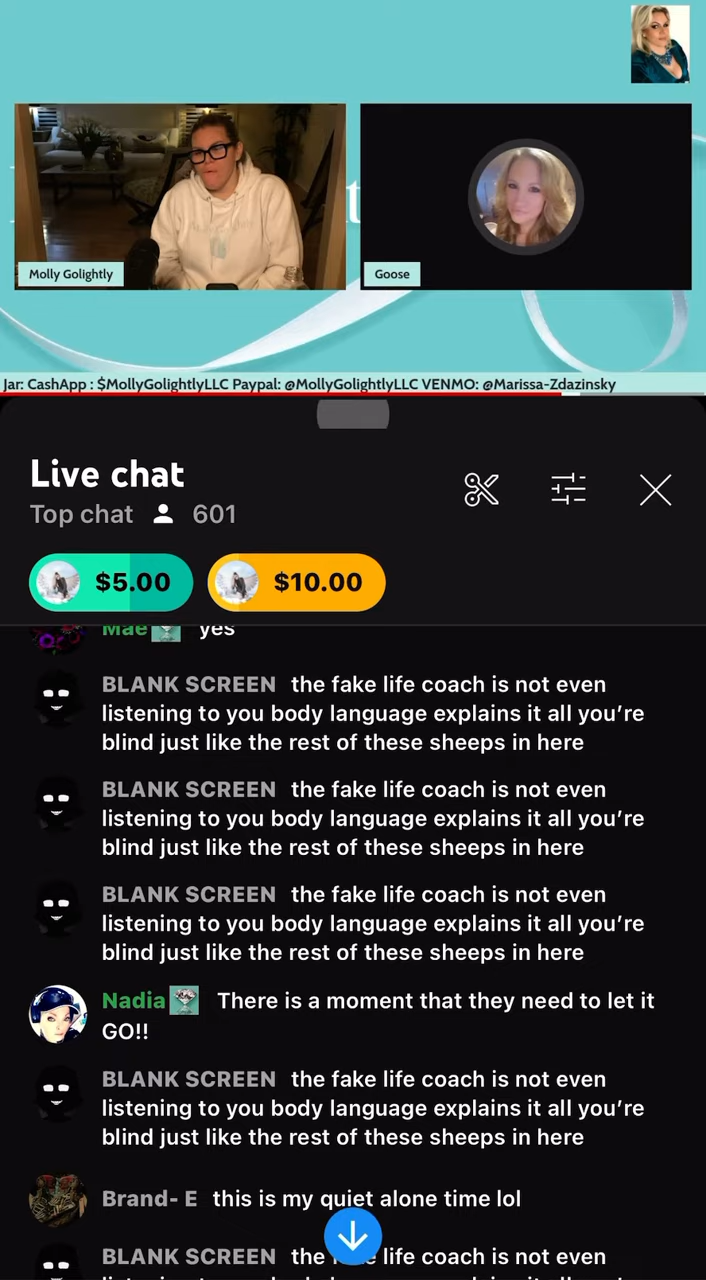 t
Molly Golightly
Goose
Jar: CashApp : $MollyGolightlyLLC Paypal: @MollyGolightlyLLC VENMO: @Marissa-Zdazinsky
Live chat
Top chat 601
$5.00 $10.00
Mae yes
BLANK SCREEN the fake life coach is not even
listening to you body language explains it all you’re
blind just like the rest of these sheeps in here
BLANK SCREEN the fake life coach is not even
listening to you body language explains it all you’re
blind just like the rest of these sheeps in here
BLANK SCREEN the fake life coach is not even
listening to you body language explains it all you’re
blind just like the rest of these sheeps in here
Nadia There is a moment that they need to let it
GO!!
BLANK SCREEN the fake life coach is not even
listening to you body language explains it all you’re
blind just like the rest of these sheeps in here
Brand- E this is my quiet alone time lol
BLANK SCREEN the life coach is not even